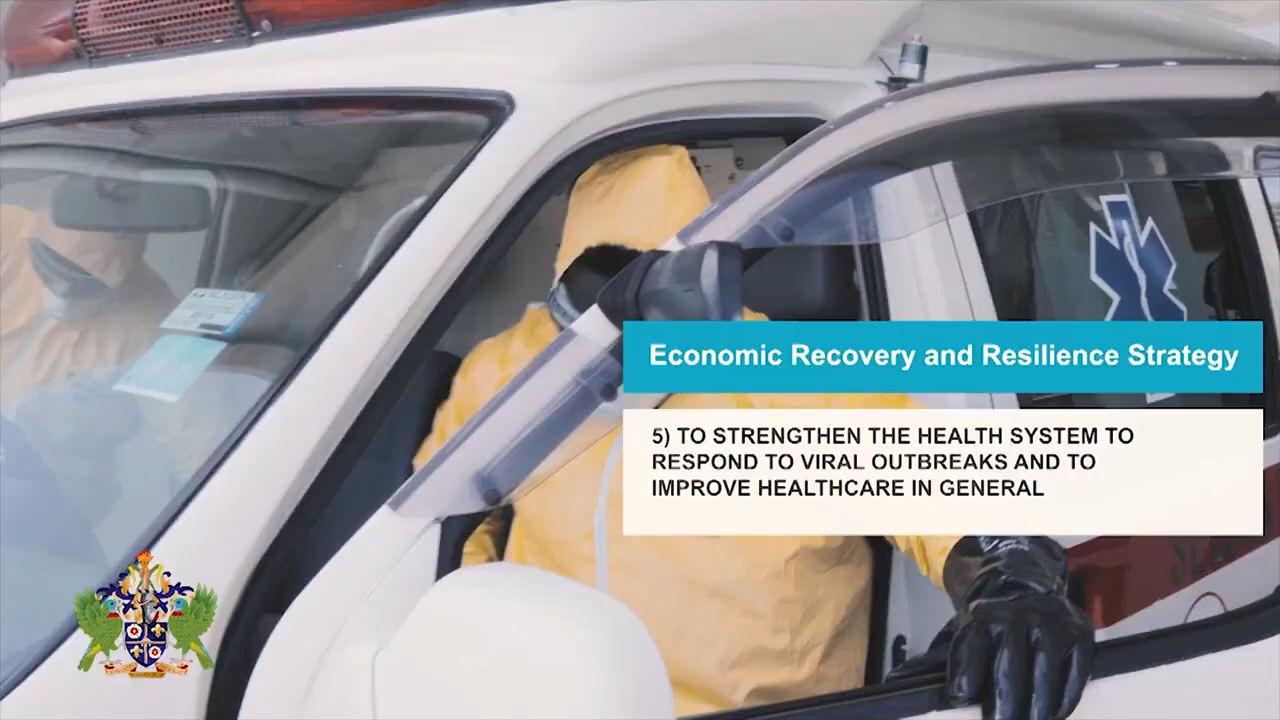 Economic Recovery and Resilience Strategy
5) TO STRENGTHEN THE HEALTH SYSTEM TO
RESPOND TO VIRAL OUTBREAKS AND TO
IMPROVE HEALTHCARE IN GENERAL